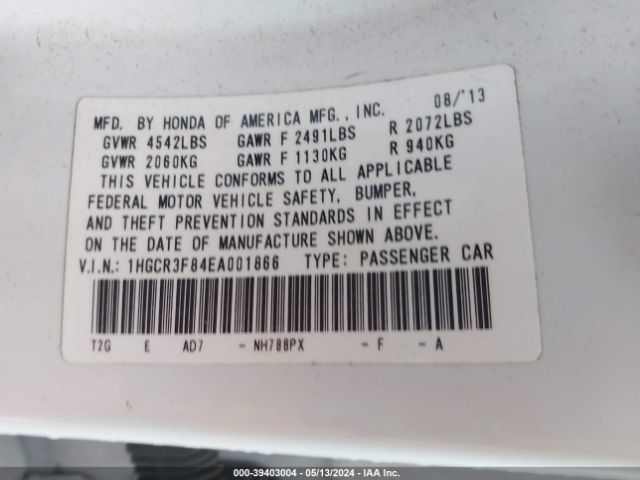 MFD. BY HONDA OF AMERICA MFG., INC. 08/'13
GVWR 4542LBS GAWR F 2491LBS R 2072LBS
GVWR 2060KG GAWR F 1130KG R 940KG
THIS VEHICLE CONFORMS TO ALL APPLICABLE
FEDERAL MOTOR VEHICLE SAFETY, BUMPER,
AND THEFT PREVENTION STANDARDS IN EFFECT
ON THE DATE OF MANUFACTURE SHOWN ABOVE.
V.I.N.: 1HGCR3F84EA001866 TYPE: PASSENGER CAR
T2G E AD7 - NH788PX - F - A
000-39403004 - 05/13/2024 - IAA Inc.